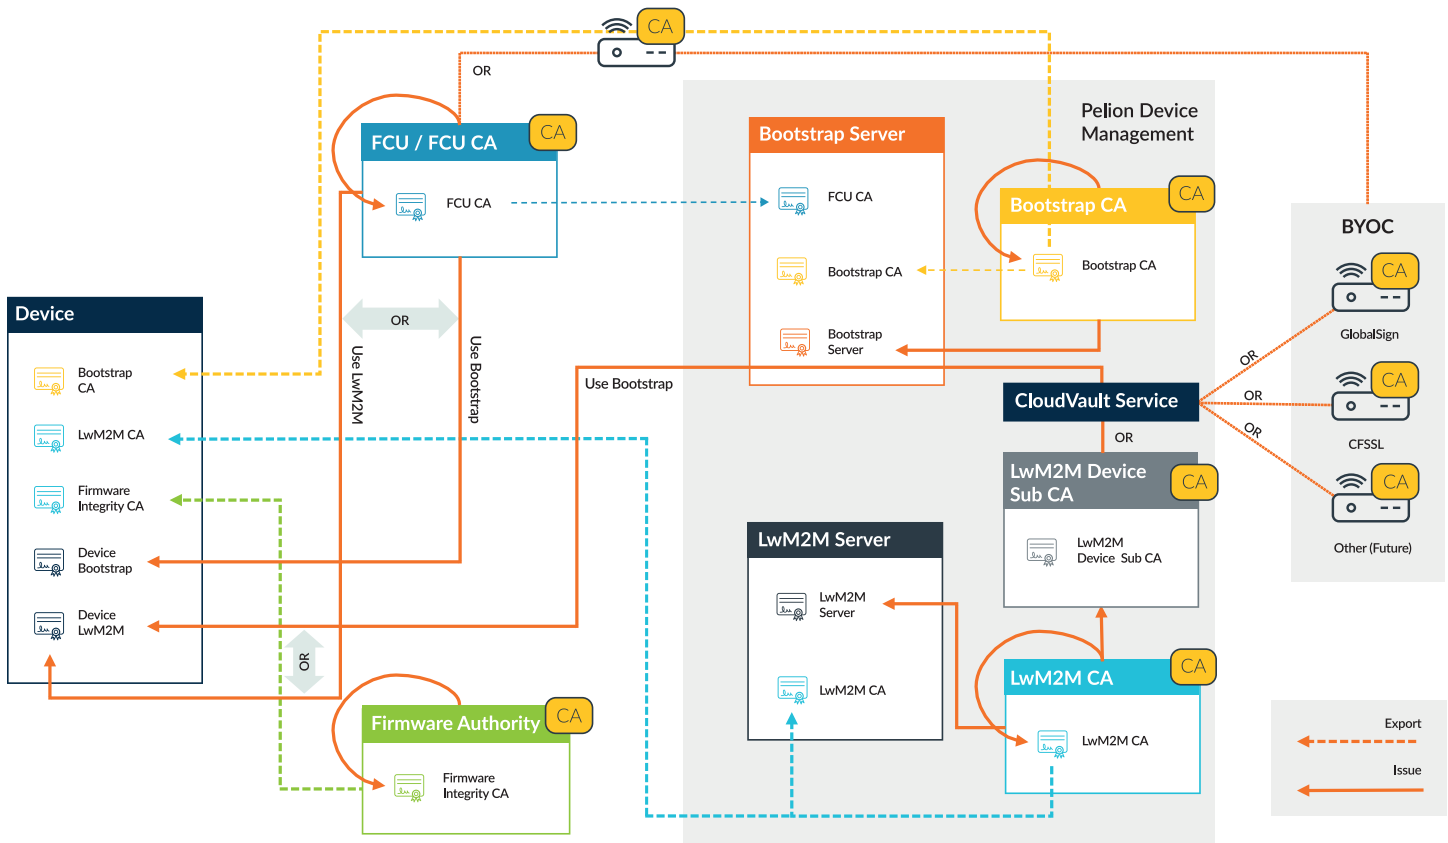 CA
OR
Pelion Device
Management
FCU / FCU CA
CA
FCU CA
Bootstrap Server
FCU CA
Bootstrap CA
Bootstrap
Server
Bootstrap CA
CA
Bootstrap CA
BYOC
CA
GlobalSign
CA
CFSSL
CA
Other (Future)
OR
OR
OR
Device
Bootstrap
CA
LwM2M CA
Firmware
Integrity CA
Device
Bootstrap
Device
LwM2M
OR
Use LwM2M
Use Bootstrap
Use Bootstrap
CloudVault Service
OR
LwM2M Device
Sub CA
CA
LwM2M
Device Sub CA
LwM2M Server
LwM2M
Server
LwM2M CA
LwM2M CA
CA
LwM2M CA
OR
Firmware Authority
CA
Firmware
Integrity CA
Export
Issue